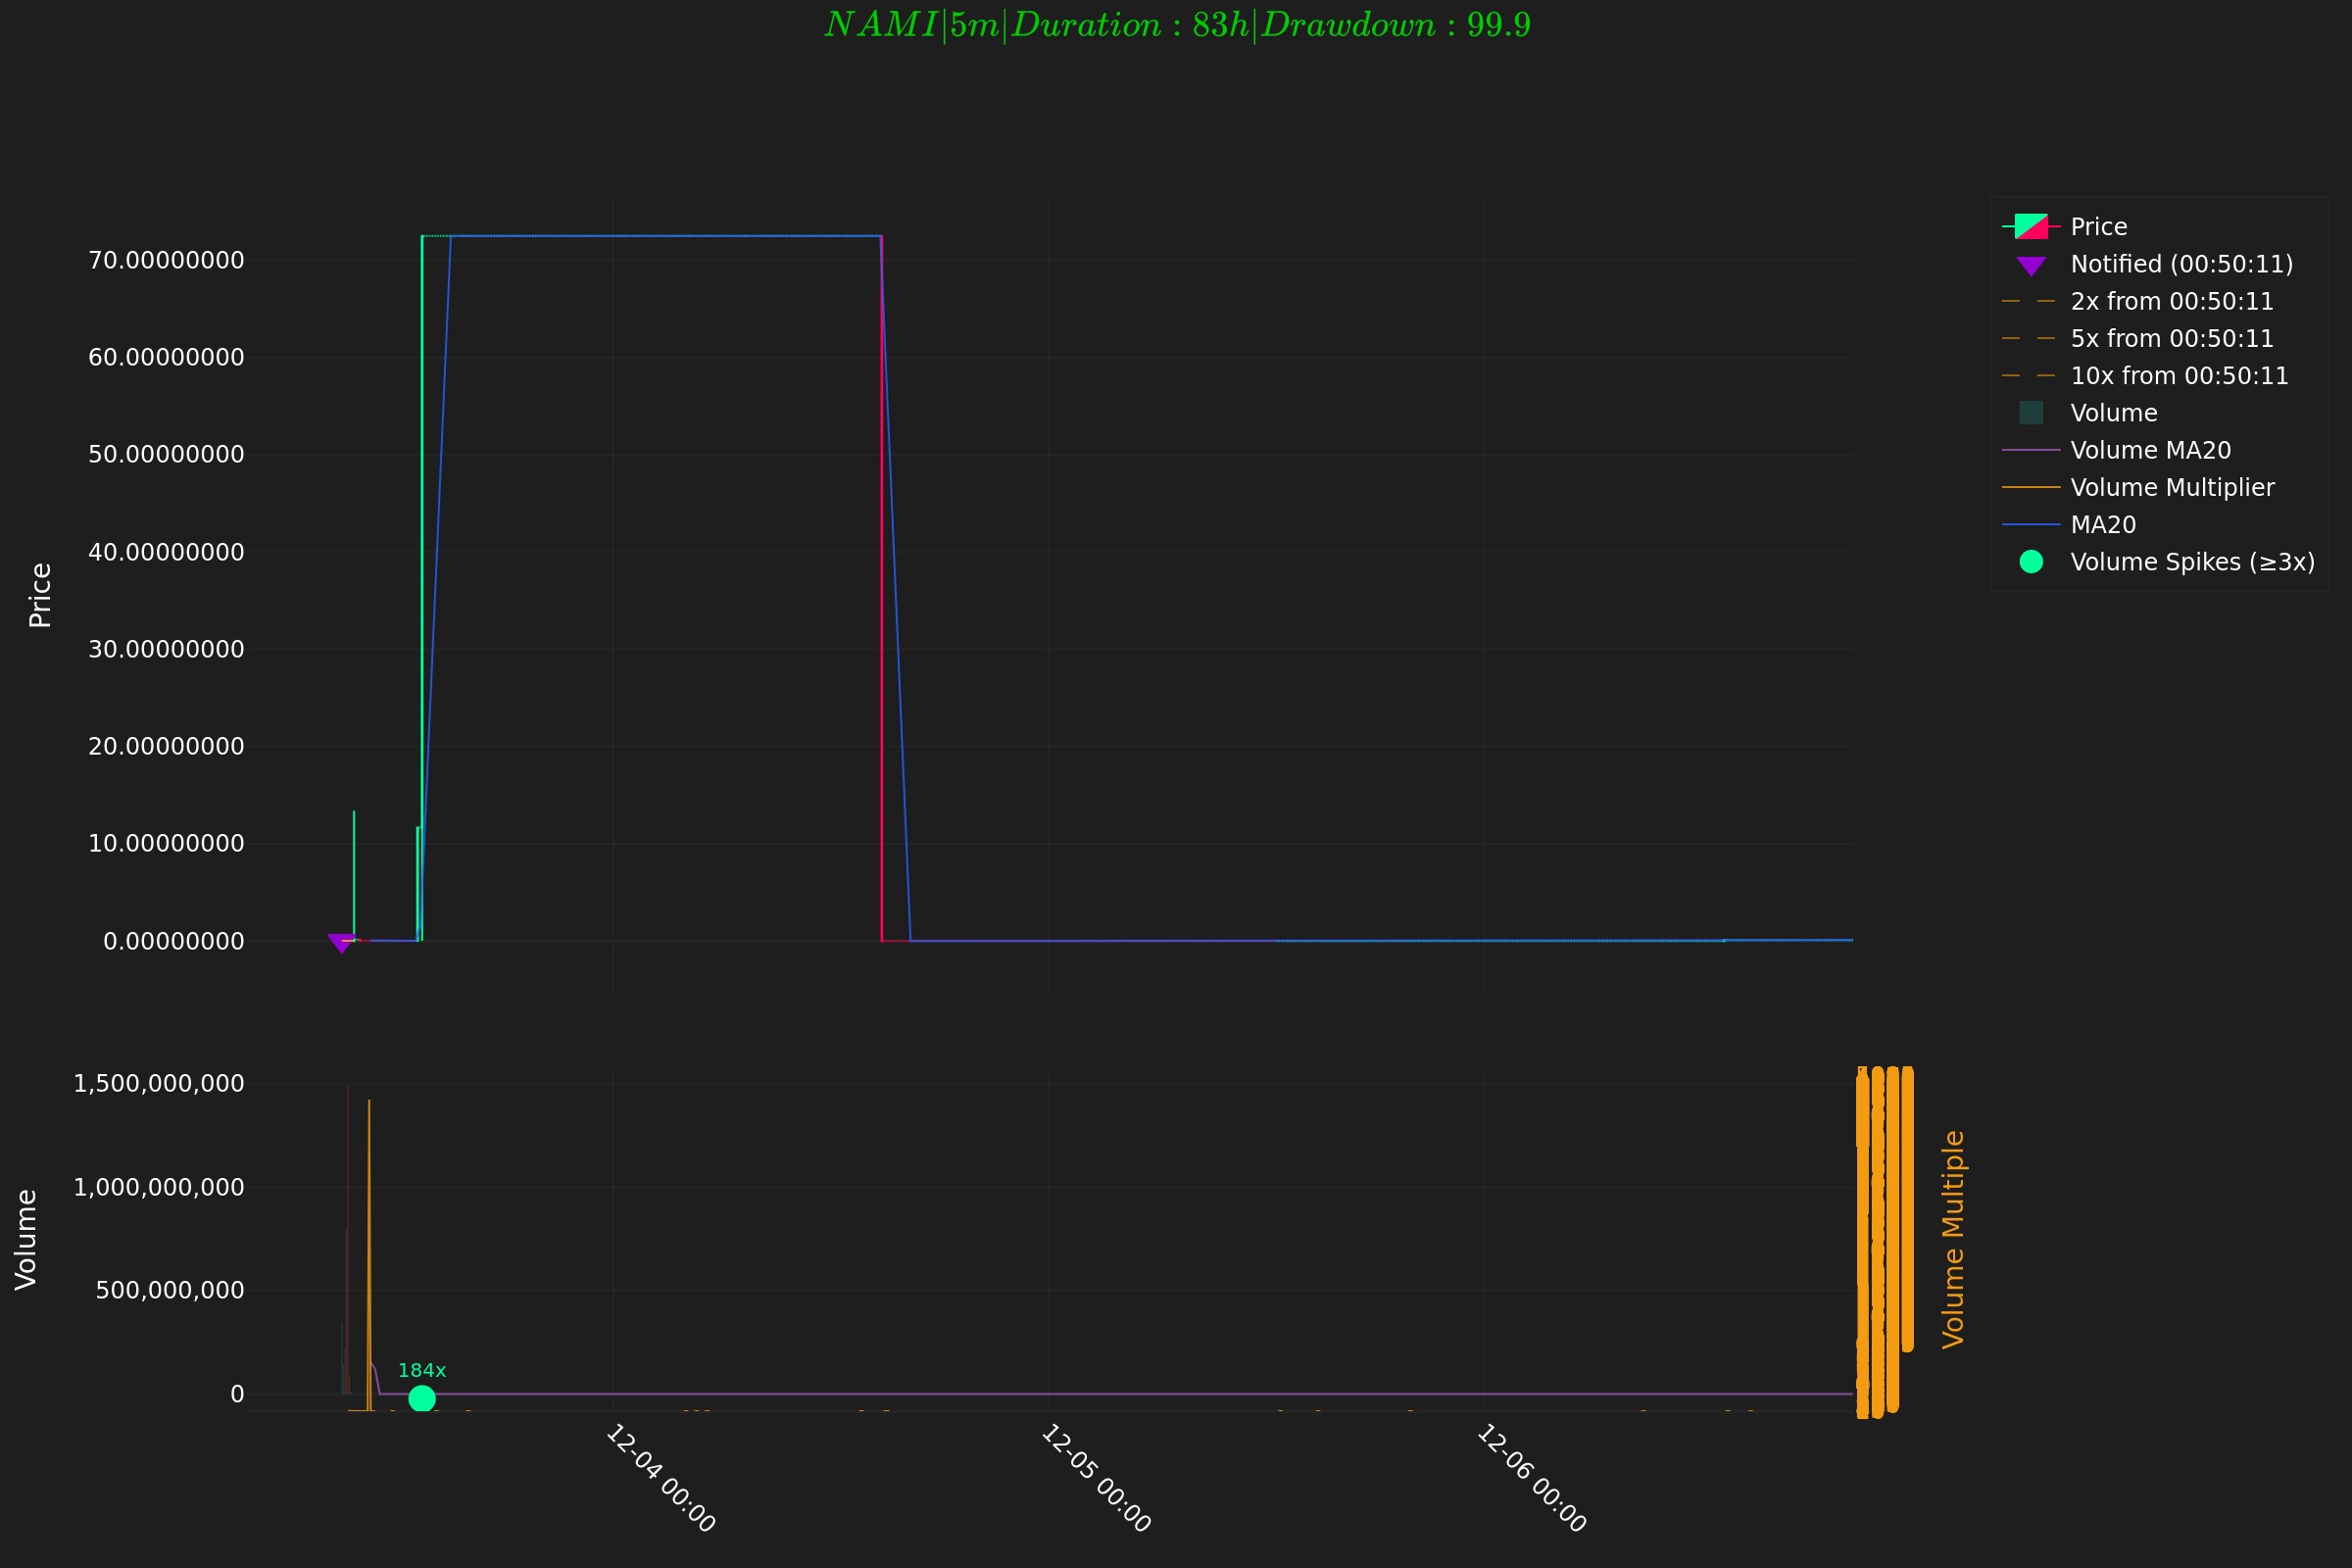 NAMI|5m|Duration : 83h|Drawdown : 99.9
Price
70.00000000
60.00000000
50.00000000
40.00000000
30.00000000
20.00000000
10.00000000
0.00000000
Price
Notified (00:50:11)
2x from 00:50:11
5x from 00:50:11
10x from 00:50:11
Volume
Volume MA20
Volume Multiplier
MA20
Volume Spikes (≥3x)
Volume
1,500,000,000
1,000,000,000
500,000,000
0
184x
Volume Multiple
12-04 00:00
12-05 00:00
12-06 00:00